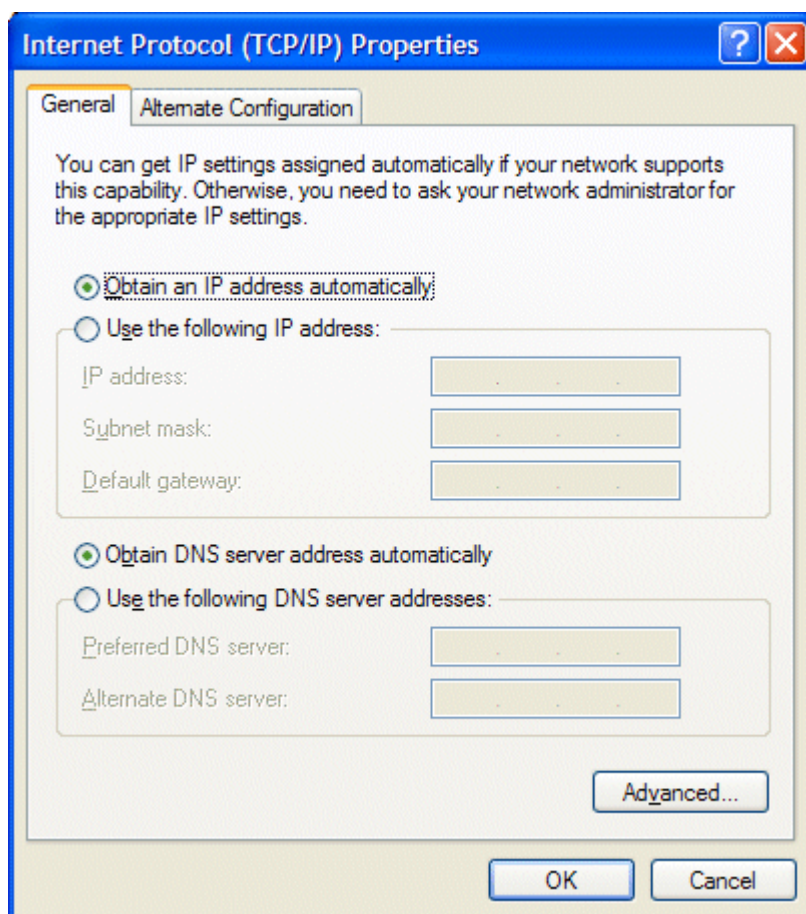 Internet Protocol (TCP/IP) Properties
General
Alternate Configuration
You can get IP settings assigned automatically if your network supports
this capability. Otherwise, you need to ask your network administrator for
the appropriate IP settings.
Obtain an IP address automatically
Use the following IP address:
IP address:
Subnet mask:
Default gateway:
Obtain DNS server address automatically
Use the following DNS server addresses:
Preferred DNS server:
Alternate DNS server:
Advanced...
OK
Cancel